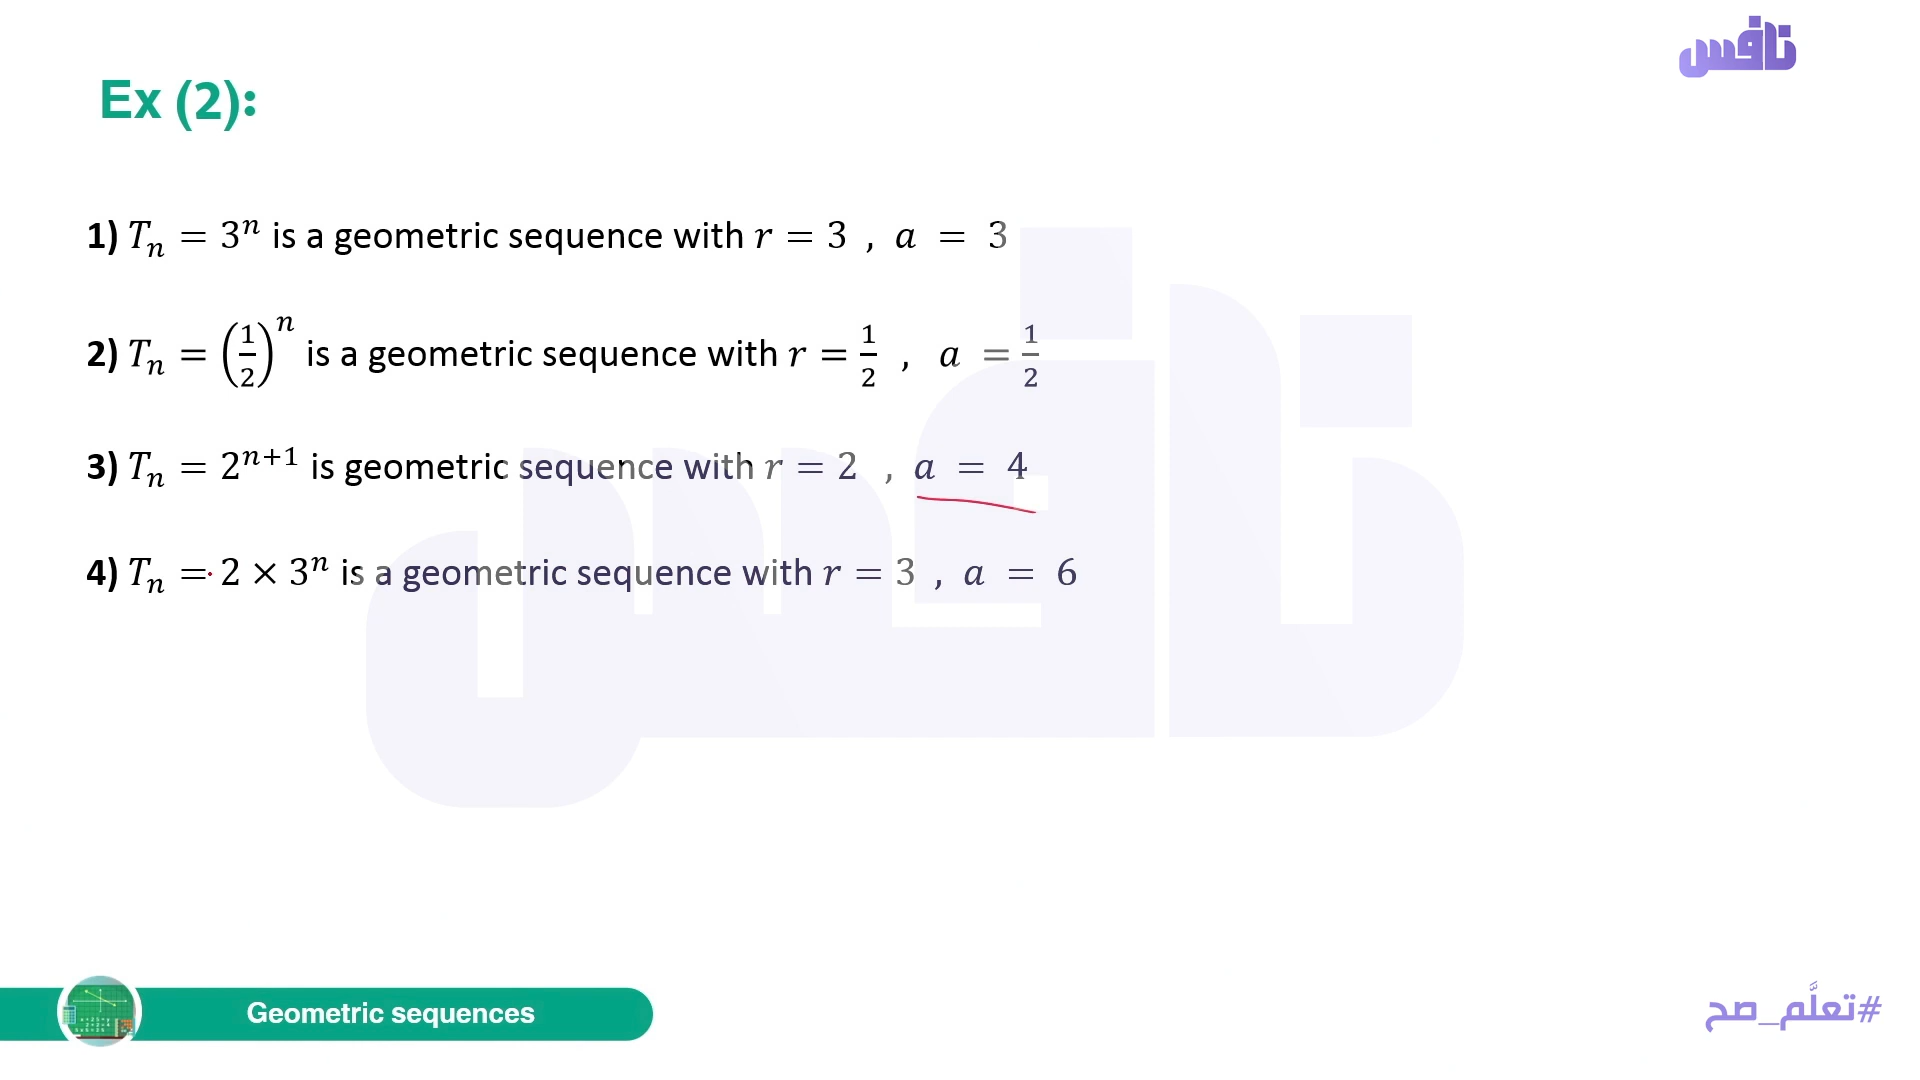 نافس
Ex (2):
1) Tₙ = 3ⁿ is a geometric sequence with r = 3 , a = 3
2) Tₙ = (1/2)ⁿ is a geometric sequence with r = 1/2 , a = 1/2
3) Tₙ = 2ⁿ⁺¹ is geometric sequence with r = 2 , a = 4
4) Tₙ = 2 × 3ⁿ is a geometric sequence with r = 3 , a = 6
Geometric sequences
#تعلَّم_صح